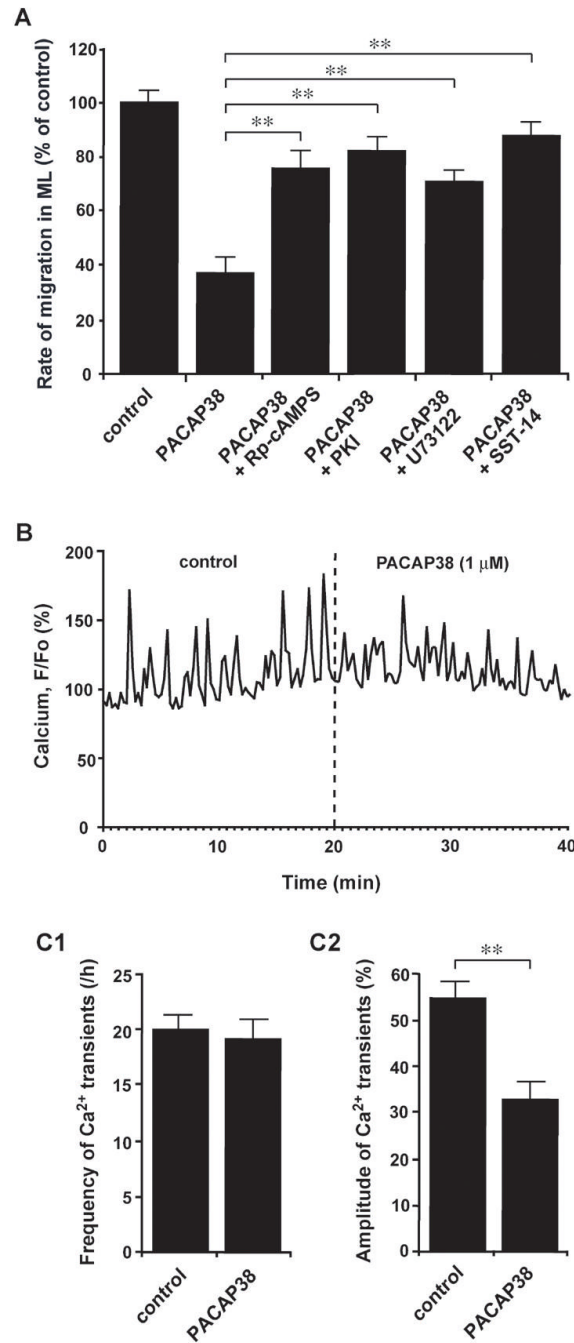 A
Rate of migration in ML (% of control)
120
100
80
60
40
20
0
**
**
**
**
control
PACAP38
PACAP38
+ Rp-cAMPS
PACAP38
+ PKI
PACAP38
+ U73122
PACAP38
+ SST-14
B
Calcium, F/Fo (%)
200
150
100
50
0
control
PACAP38 (1 μM)
0
10
20
30
40
Time (min)
C1
Frequency of Ca²⁺ transients (/h)
25
20
15
10
5
0
control
PACAP38
C2
Amplitude of Ca²⁺ transients (%)
60
50
40
30
20
10
0
**
control
PACAP38